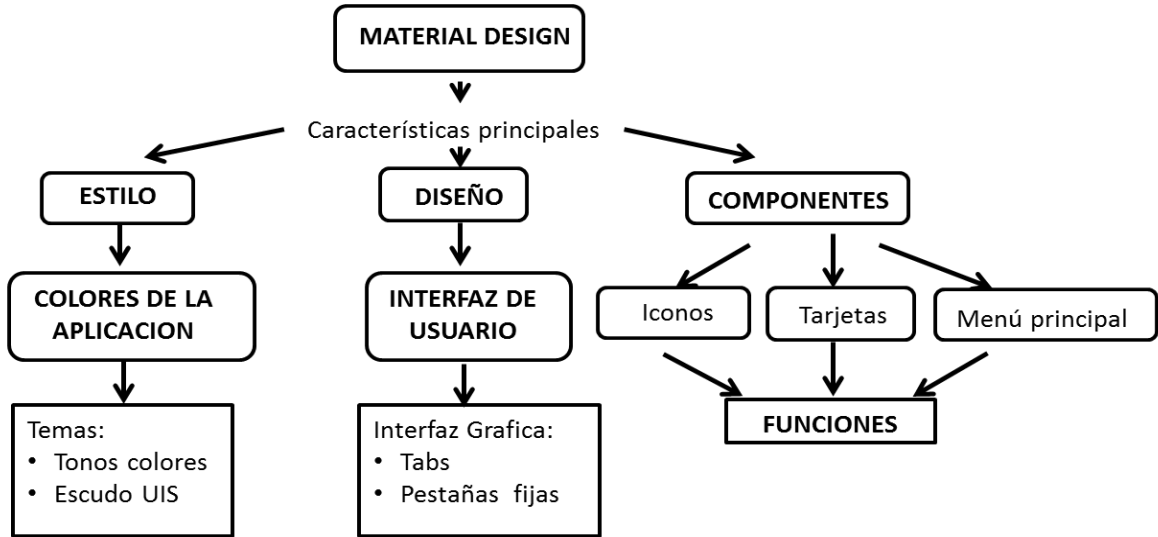 MATERIAL DESIGN
Características principales
ESTILO
DISEÑO
COMPONENTES
COLORES DE LA
APLICACION
INTERFAZ DE
USUARIO
Iconos
Tarjetas
Menú principal
Temas:
• Tonos colores
• Escudo UIS
Interfaz Grafica:
• Tabs
• Pestañas fijas
FUNCIONES